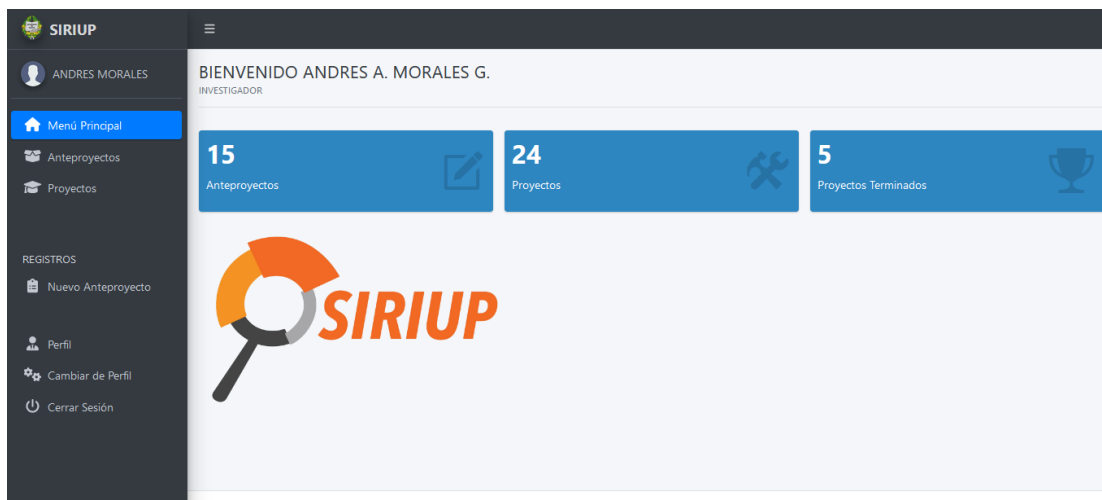 SIRIUP
ANDRES MORALES
Menú Principal
Anteproyectos
Proyectos
REGISTROS
Nuevo Anteproyecto
Perfil
Cambiar de Perfil
Cerrar Sesión
BIENVENIDO ANDRES A. MORALES G.
INVESTIGADOR
15
Anteproyectos
24
Proyectos
5
Proyectos Terminados
SIRIUP